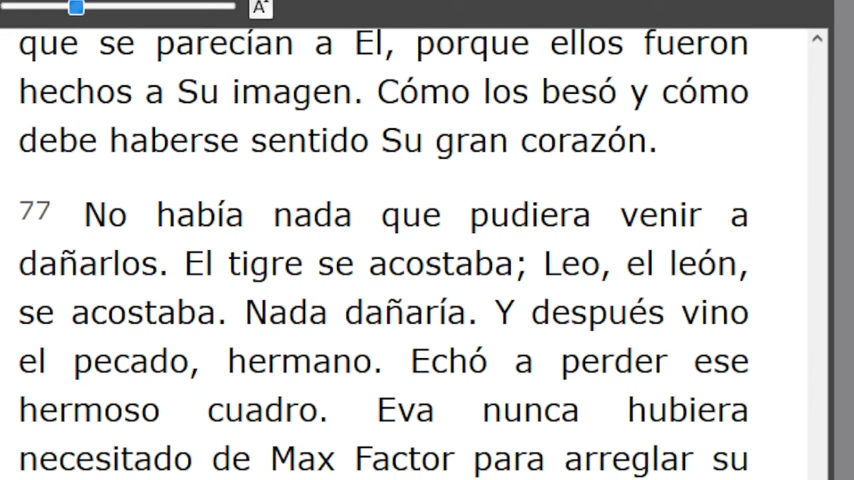 A^
que se parecían a El, porque ellos fueron
hechos a Su imagen. Cómo los besó y cómo
debe haberse sentido Su gran corazón.
77 No había nada que pudiera venir a
dañarlos. El tigre se acostaba; Leo, el león,
se acostaba. Nada dañaría. Y después vino
el pecado, hermano. Echó a perder ese
hermoso cuadro. Eva nunca hubiera
necesitado de Max Factor para arreglar su